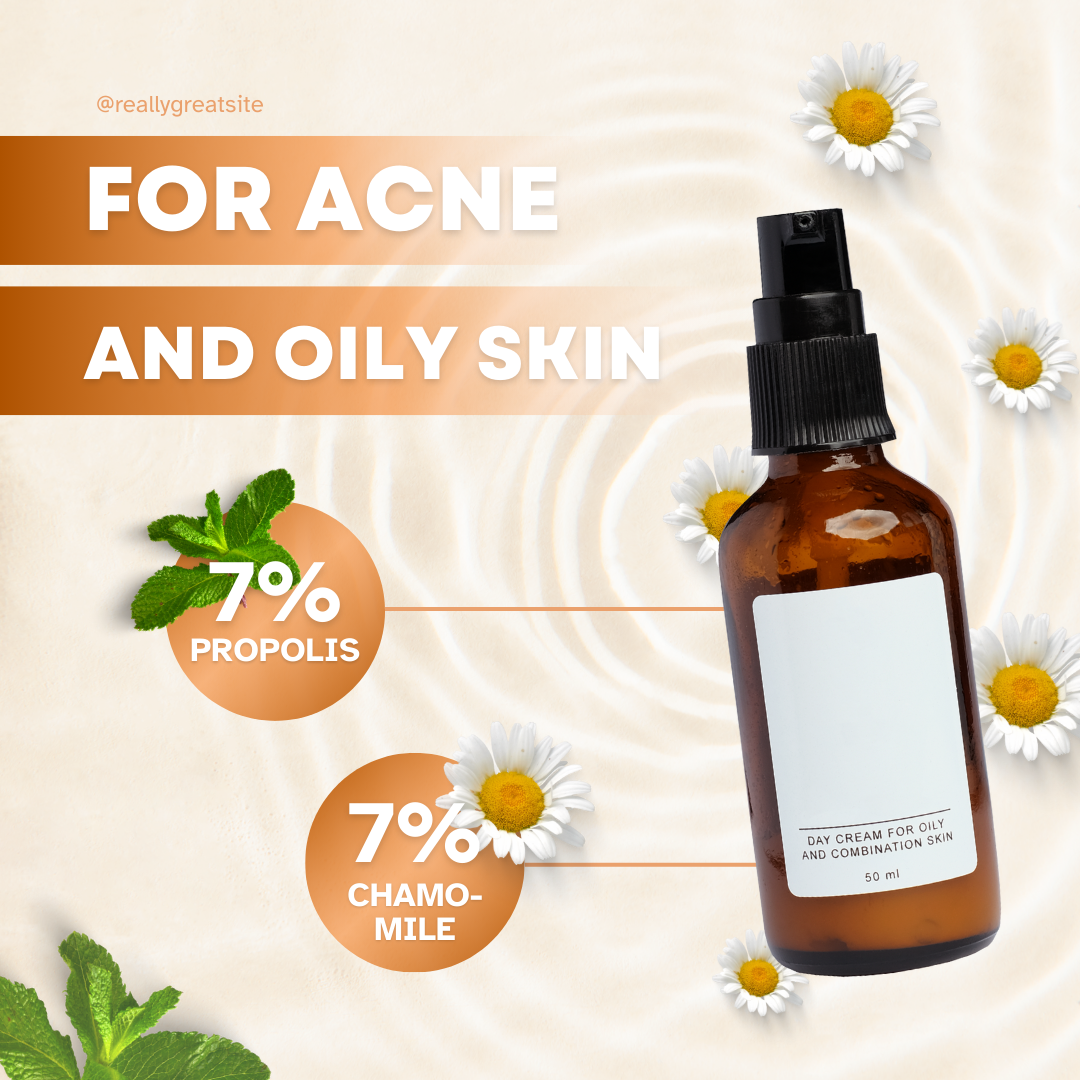 @reallygreatsite
FOR ACNE
AND OILY SKIN
7%
PROPOLIS
7%
CHAMO-
MILE
DAY CREAM FOR OILY
AND COMBINATION SKIN
50 ml